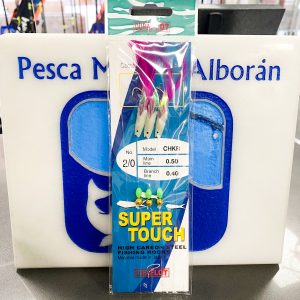 Pesca M Alborán
No. 2/0
Model CHKF
Main line 0.50
Branch line 0.40
SUPER
TOUCH
HIGH CARBON STEEL
FISHING HOOKS